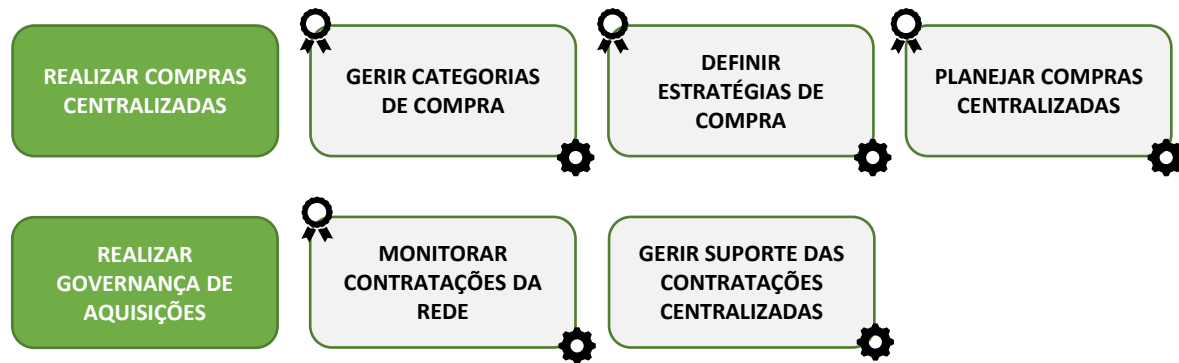 REALIZAR COMPRAS
CENTRALIZADAS
GERIR CATEGORIAS
DE COMPRA
DEFINIR
ESTRATÉGIAS DE
COMPRA
PLANEJAR COMPRAS
CENTRALIZADAS
REALIZAR
GOVERNANÇA DE
AQUISIÇÕES
MONITORAR
CONTRATAÇÕES DA
REDE
GERIR SUPORTE DAS
CONTRATAÇÕES
CENTRALIZADAS